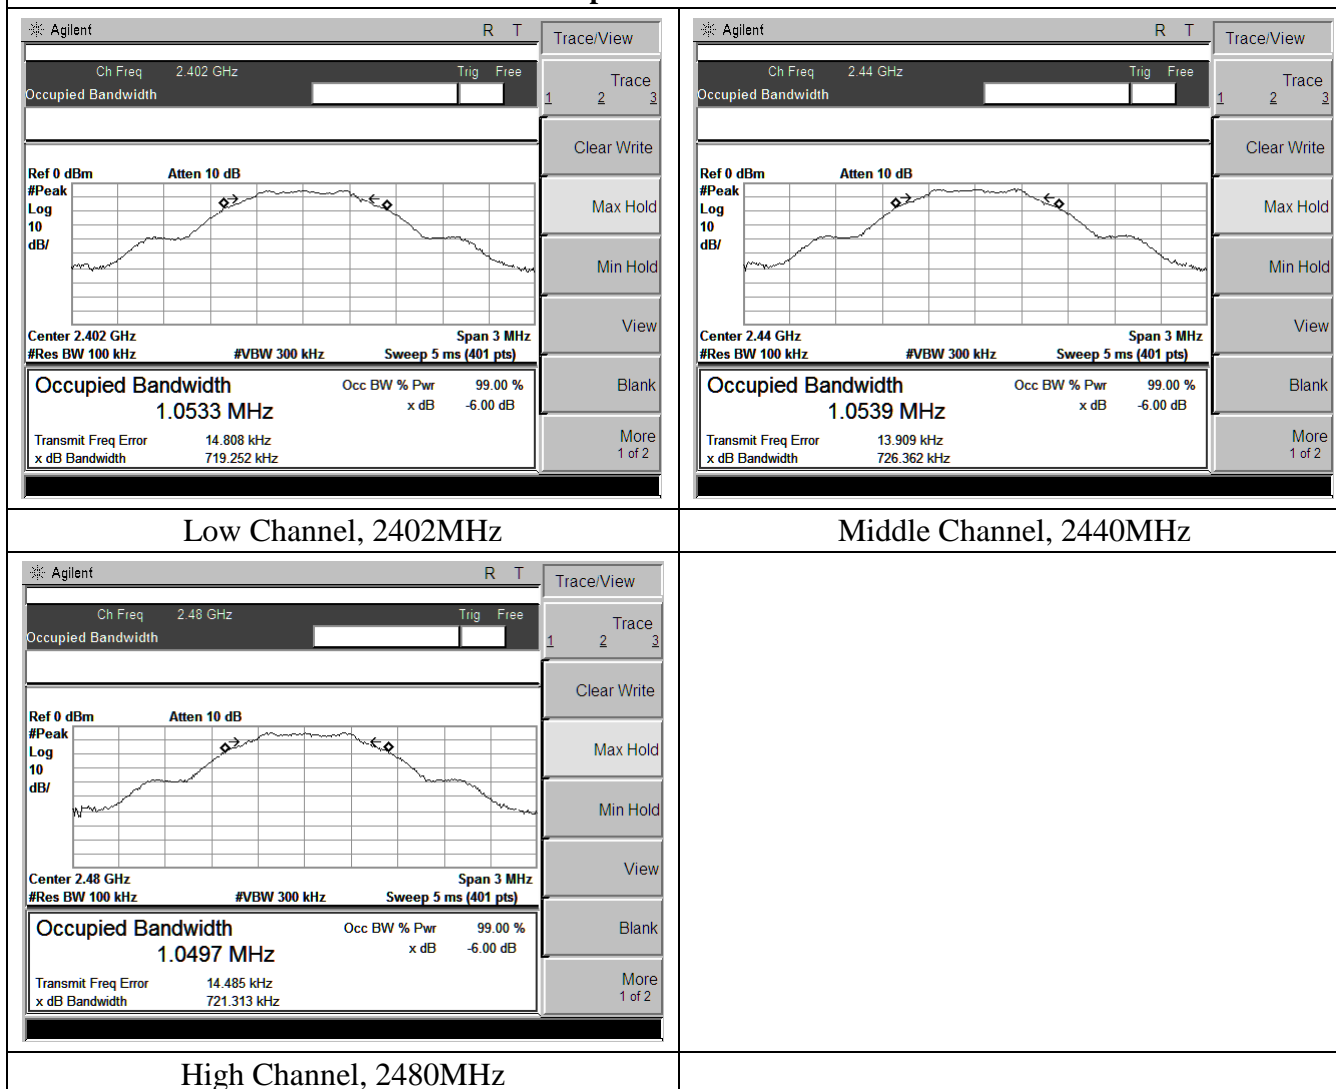 Agilent R T Trace/View
Ch Freq 2.402 GHz Trig Free
Occupied Bandwidth
Trace
1 2 3
Clear Write
Ref 0 dBm Atten 10 dB
#Peak
Log
10
dB/
Max Hold
Min Hold
View
Center 2.402 GHz Span 3 MHz
#Res BW 100 kHz #VBW 300 kHz Sweep 5 ms (401 pts)
Occupied Bandwidth Occ BW % Pwr 99.00 %
1.0533 MHz x dB -6.00 dB
Blank
Transmit Freq Error 14.808 kHz
x dB Bandwidth 719.252 kHz
More
1 of 2
Low Channel, 2402MHz
Agilent R T Trace/View
Ch Freq 2.44 GHz Trig Free
Occupied Bandwidth
Trace
1 2 3
Clear Write
Ref 0 dBm Atten 10 dB
#Peak
Log
10
dB/
Max Hold
Min Hold
View
Center 2.44 GHz Span 3 MHz
#Res BW 100 kHz #VBW 300 kHz Sweep 5 ms (401 pts)
Occupied Bandwidth Occ BW % Pwr 99.00 %
1.0539 MHz x dB -6.00 dB
Blank
Transmit Freq Error 13.909 kHz
x dB Bandwidth 726.362 kHz
More
1 of 2
Middle Channel, 2440MHz
Agilent R T Trace/View
Ch Freq 2.48 GHz Trig Free
Occupied Bandwidth
Trace
1 2 3
Clear Write
Ref 0 dBm Atten 10 dB
#Peak
Log
10
dB/
Max Hold
Min Hold
View
Center 2.48 GHz Span 3 MHz
#Res BW 100 kHz #VBW 300 kHz Sweep 5 ms (401 pts)
Occupied Bandwidth Occ BW % Pwr 99.00 %
1.0497 MHz x dB -6.00 dB
Blank
Transmit Freq Error 14.485 kHz
x dB Bandwidth 721.313 kHz
More
1 of 2
High Channel, 2480MHz